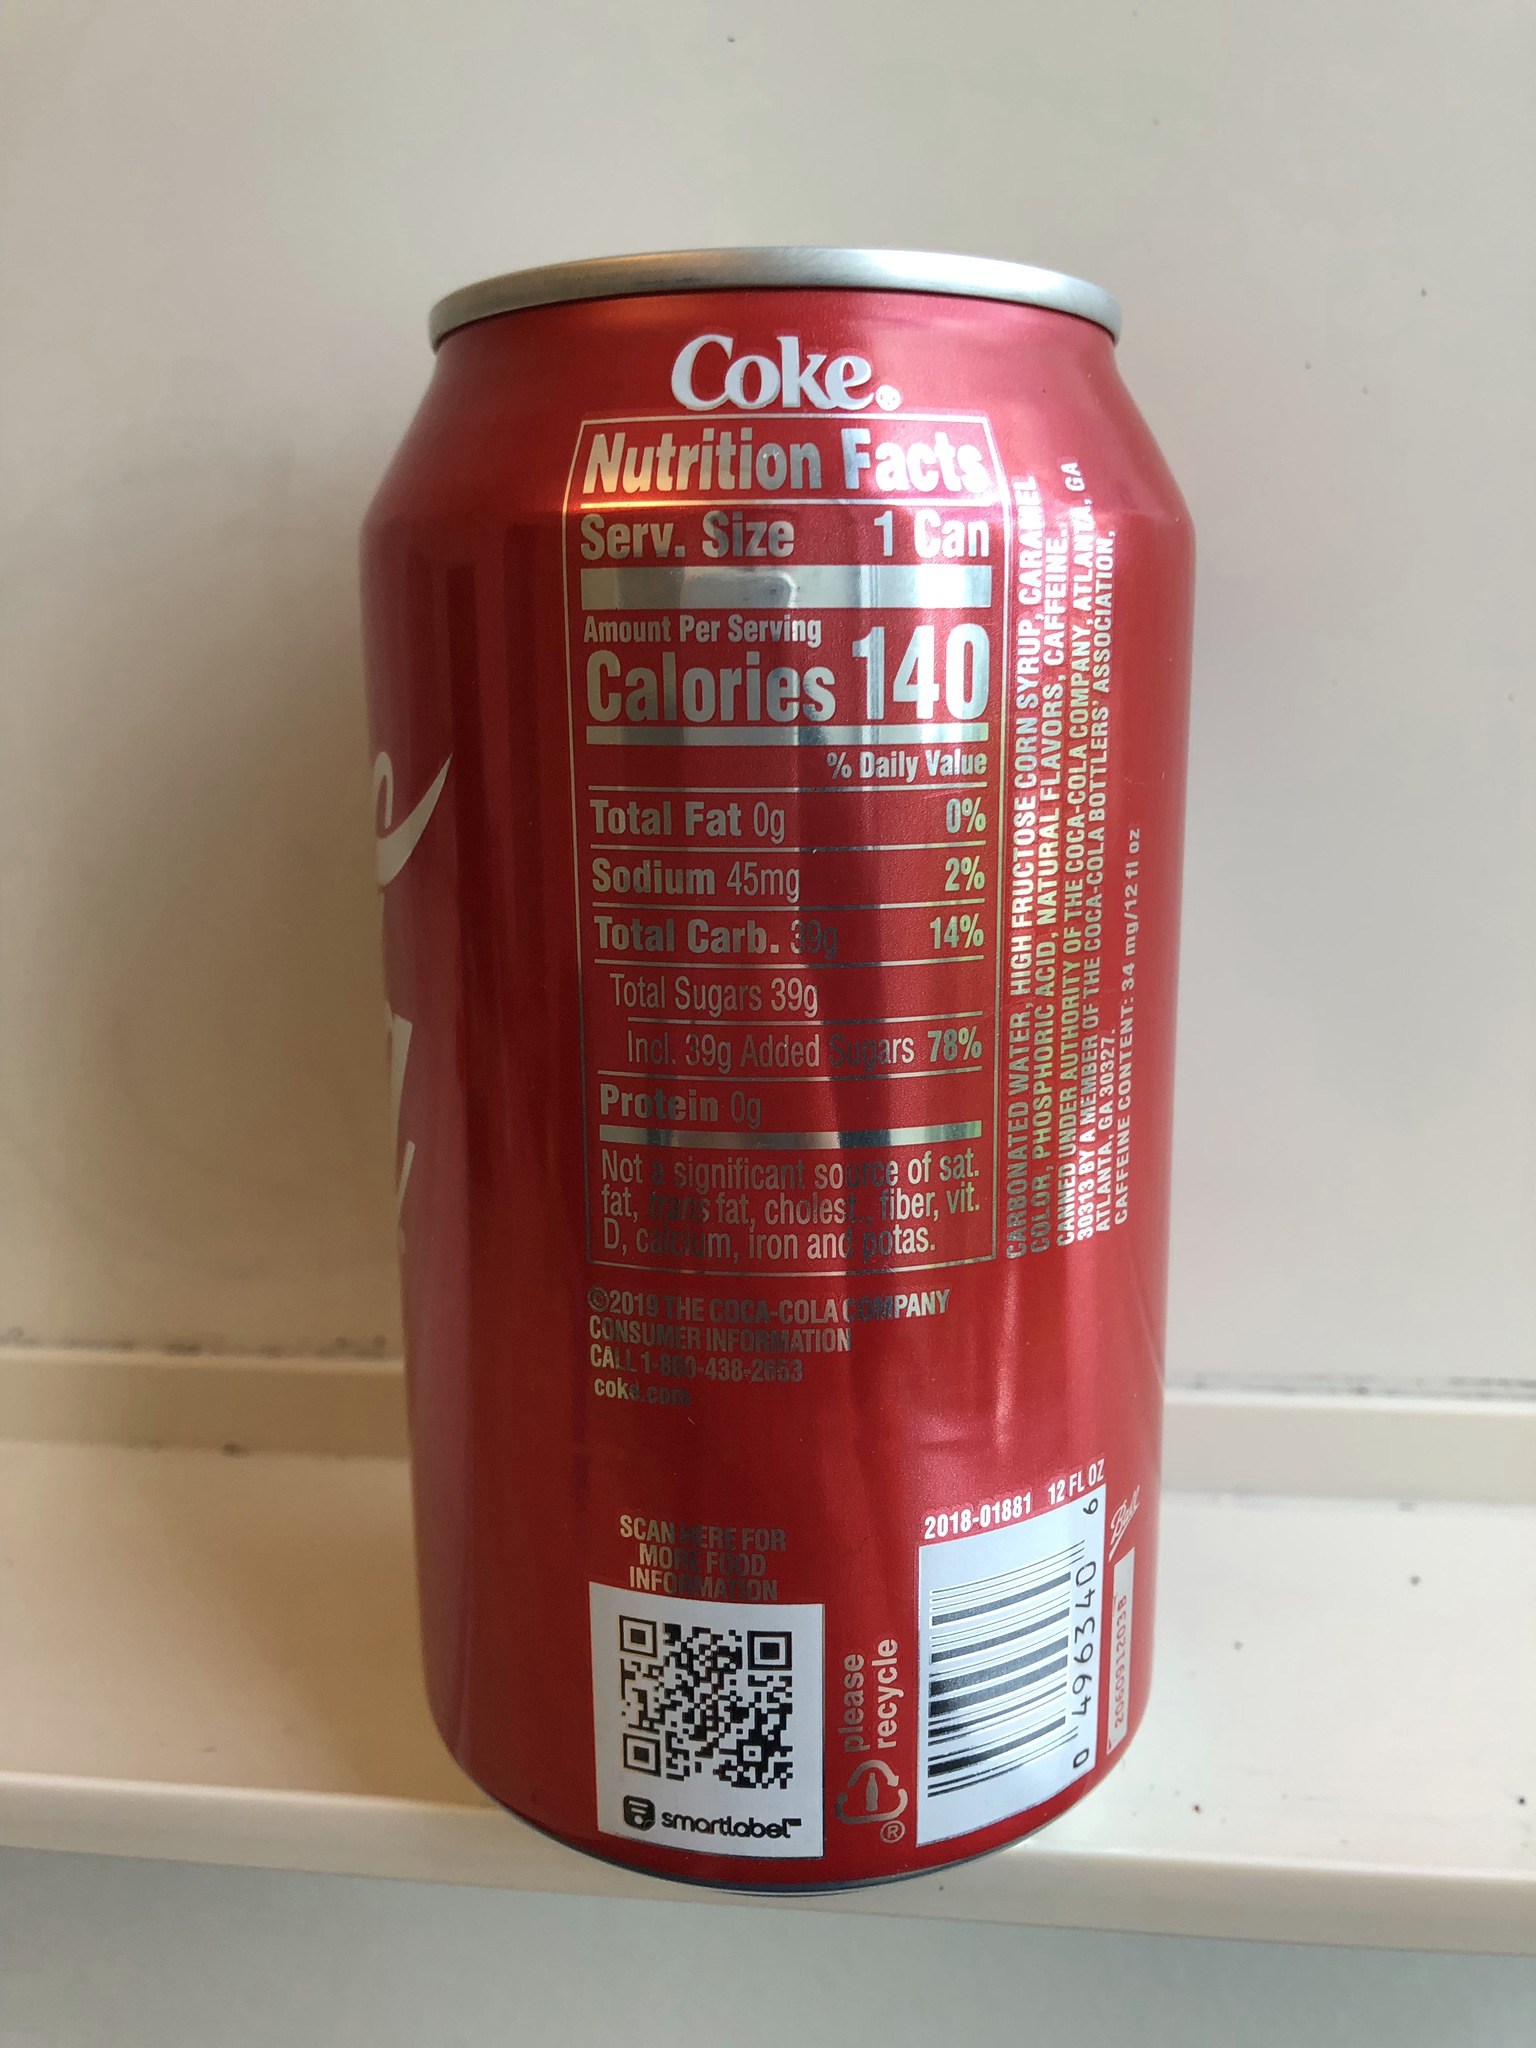 Coke®
Nutrition Facts
Serv. Size 1 Can
Amount Per Serving
Calories 140
% Daily Value
Total Fat 0g 0%
Sodium 45mg 2%
Total Carb. 39g 14%
Total Sugars 39g
Incl. 39g Added Sugars 78%
Protein 0g
Not a significant source of sat.
fat, trans fat, cholest., fiber, vit.
D, calcium, iron and potas.
CARBONATED WATER, HIGH FRUCTOSE CORN SYRUP, CARAMEL
COLOR, PHOSPHORIC ACID, NATURAL FLAVORS, CAFFEINE.
CANNED UNDER AUTHORITY OF THE COCA-COLA COMPANY, ATLANTA, GA
30313 BY A MEMBER OF THE COCA-COLA BOTTLERS' ASSOCIATION,
ATLANTA, GA 30327.
CAFFEINE CONTENT: 34 mg/12 fl oz
©2019 THE COCA-COLA COMPANY
CONSUMER INFORMATION
CALL 1-800-438-2653
coke.com
SCAN HERE FOR
MORE FOOD
INFORMATION
smartlabel™
please
recycle
®
2018-01881 12 FL OZ
0 496340 6
Ball